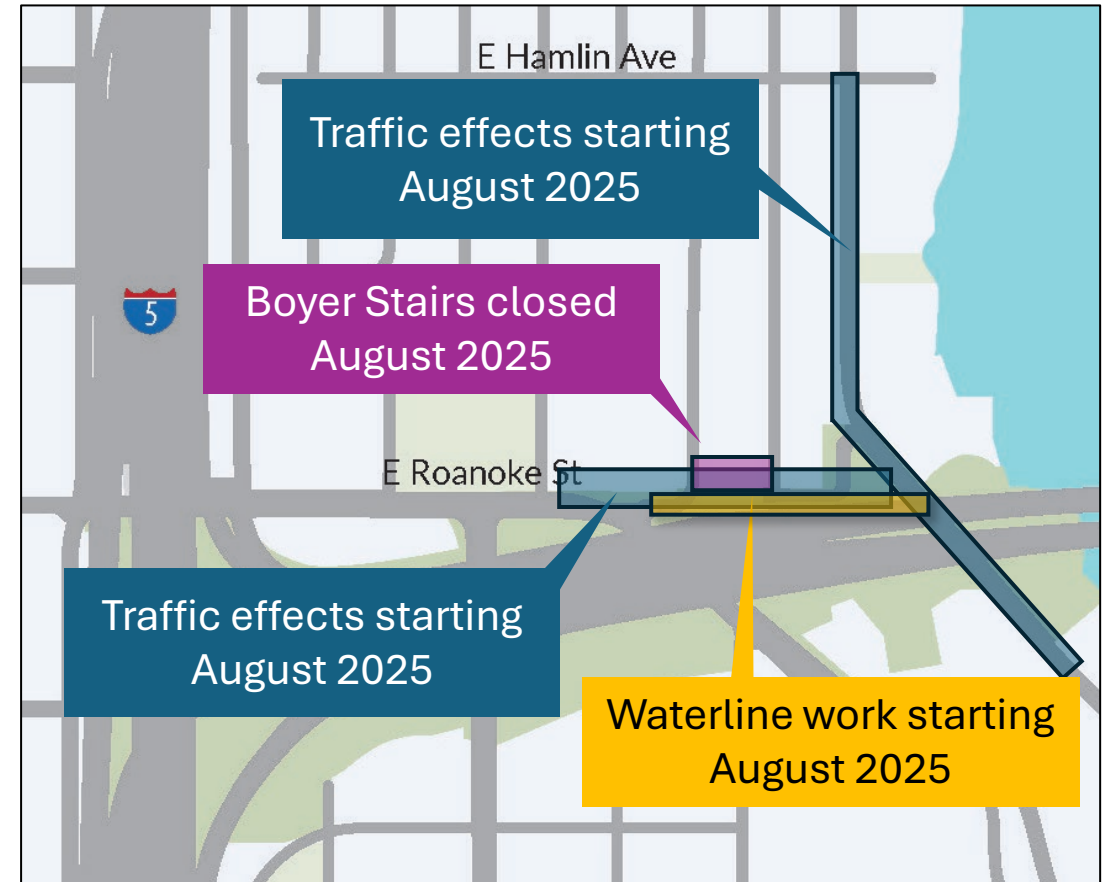 E Hamlin Ave
Traffic effects starting
August 2025
5
Boyer Stairs closed
August 2025
E Roanoke St
Traffic effects starting
August 2025
Waterline work starting
August 2025